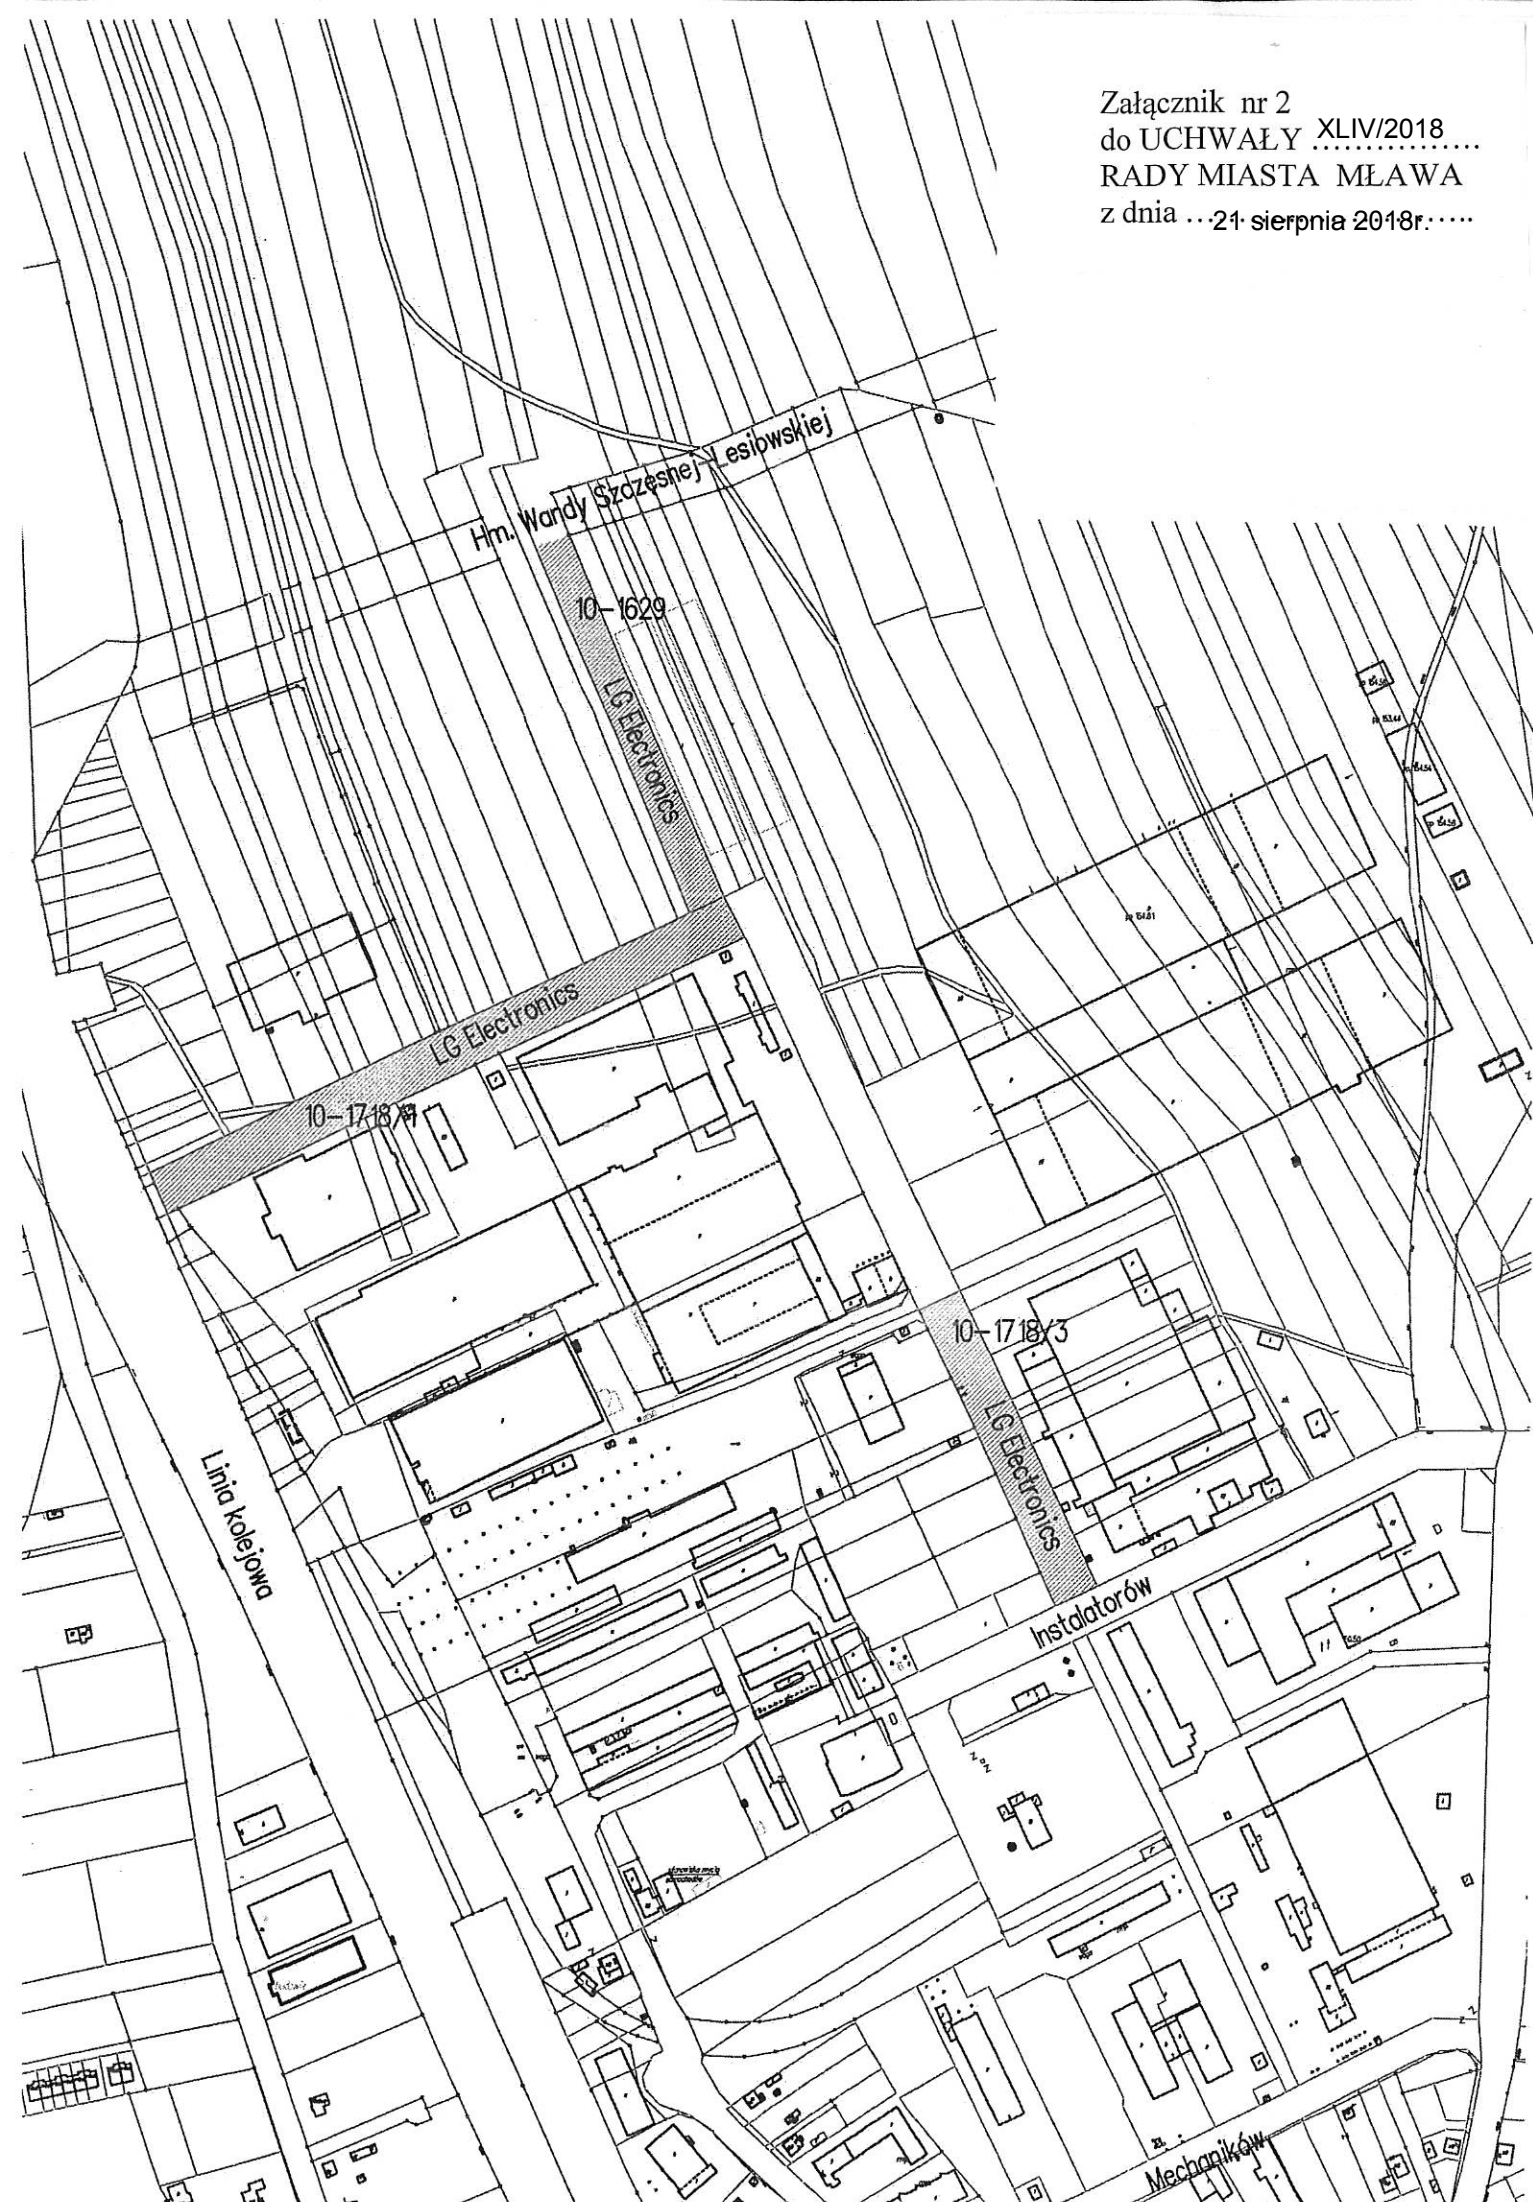 Załącznik nr 2
do UCHWAŁY XLIV/2018
RADY MIASTA MŁAWA
z dnia ... 21 sierpnia 2018r. .....
Hm. Wandy Szczęsnej-Lesiowskiej
10-1629
LG Electronics
LG Electronics
10-1718/1
10-1718/3
LG Electronics
Linia kolejowa
Instalatorów
Mechaników